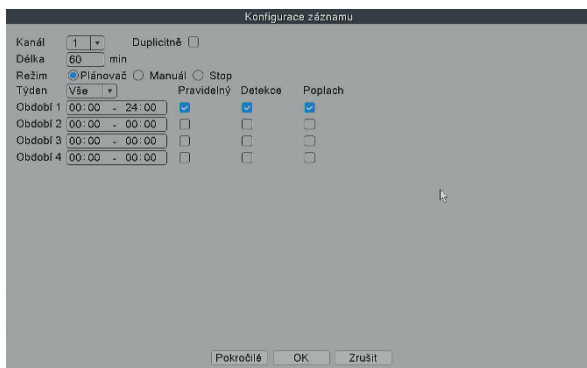 Konfigurace záznamu
Kanál 1 Duplicitně
Délka 60 min
Režim Plánovač Manuál Stop
Týden Vše Pravidelný Detekce Poplach
Období 1 00:00 - 24:00
Období 2 00:00 - 00:00
Období 3 00:00 - 00:00
Období 4 00:00 - 00:00
Pokročilé OK Zrušit